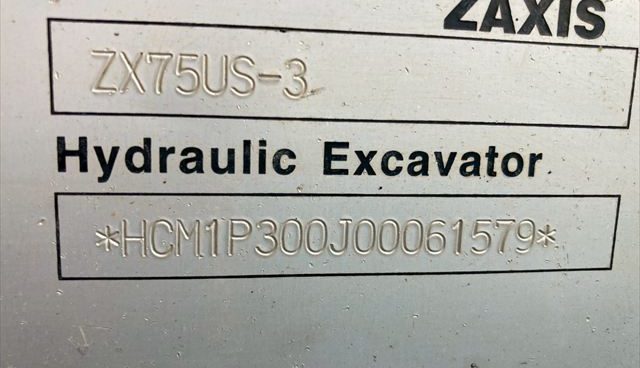 ZAXIS
ZX75US-3
Hydraulic Excavator
*HCM1P300J00061579*